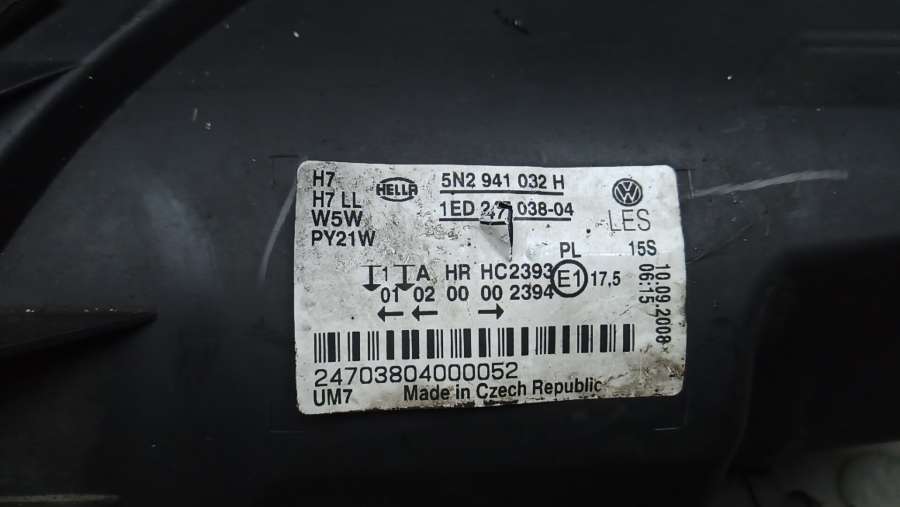 H7
H7 LL
W5W
PY21W
HELLA
5N2 941 032 H
1ED 247 038-04
LES
PL
15S
1 A HR HC2393
01 02 00 00 2394
E1
17,5
10.09.2008
06:15
24703804000052
UM7
Made in Czech Republic